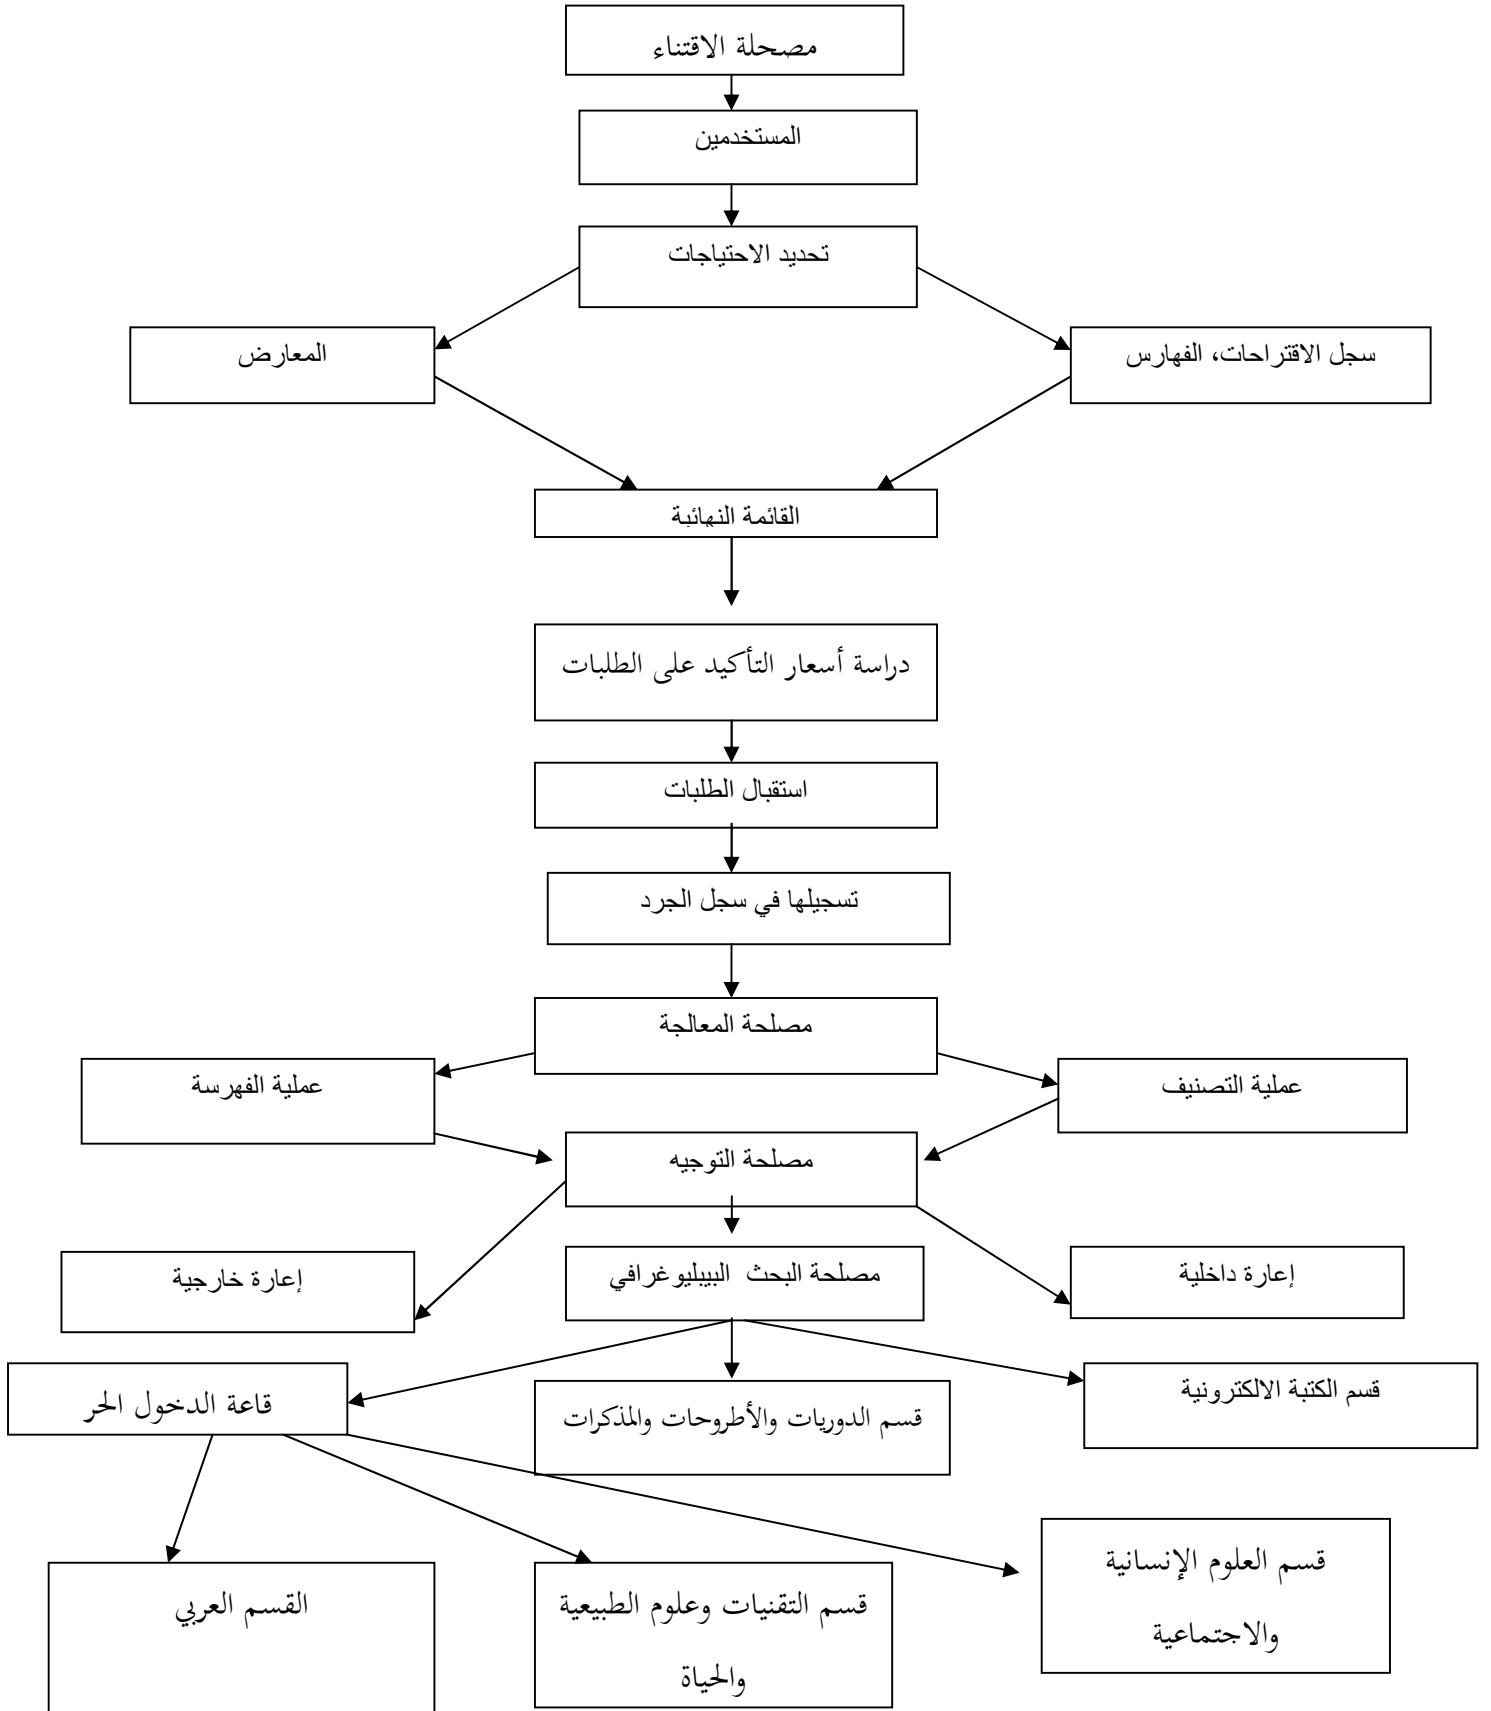 مصحلة الاقتناء
المستخدمين
تحديد الاحتياجات
سجل الاقتراحات، الفهارس
المعارض
القائمة النهائية
دراسة أسعار التأكيد على الطلبات
استقبال الطلبات
تسجيلها في سجل الجرد
مصلحة المعالجة
عملية التصنيف
عملية الفهرسة
مصلحة التوجيه
إعارة داخلية
مصلحة البحث البيبليوغرافي
إعارة خارجية
قسم الكتبة الالكترونية
قسم الدوريات والأطروحات والمذكرات
قاعة الدخول الحر
قسم العلوم الإنسانية
والاجتماعية
قسم التقنيات وعلوم الطبيعية
والحياة
القسم العربي